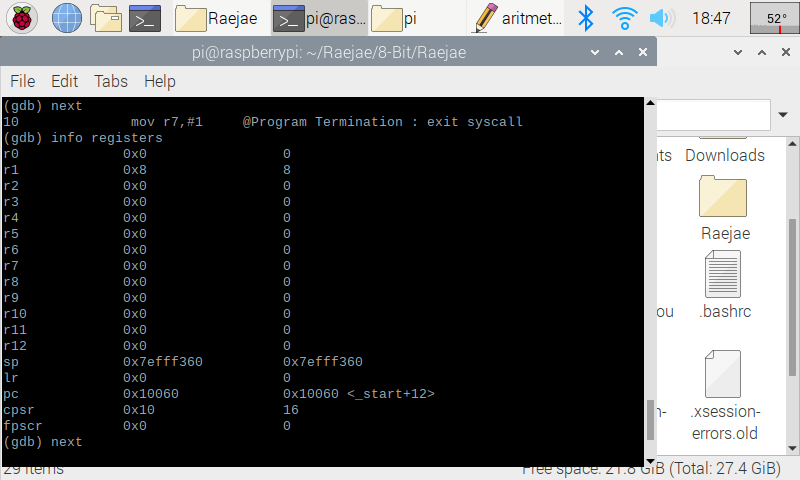 Raejae
pi@ras...
pi
aritmet...
18:47
52°
pi@raspberrypi: ~/Raejae/8-Bit/Raejae
File Edit Tabs Help
(gdb) next
10 mov r7,#1 @Program Termination : exit syscall
(gdb) info registers
r0 0x0 0
r1 0x8 8
r2 0x0 0
r3 0x0 0
r4 0x0 0
r5 0x0 0
r6 0x0 0
r7 0x0 0
r8 0x0 0
r9 0x0 0
r10 0x0 0
r11 0x0 0
r12 0x0 0
sp 0x7efff360 0x7efff360
lr 0x0 0
pc 0x10060 0x10060 <_start+12>
cpsr 0x10 16
fpscr 0x0 0
(gdb) next
nts
Downloads
Raejae
ou
.bashrc
n-
.xsession-
errors.old
29 items
Free space: 21.8 GiB (Total: 27.4 GiB)